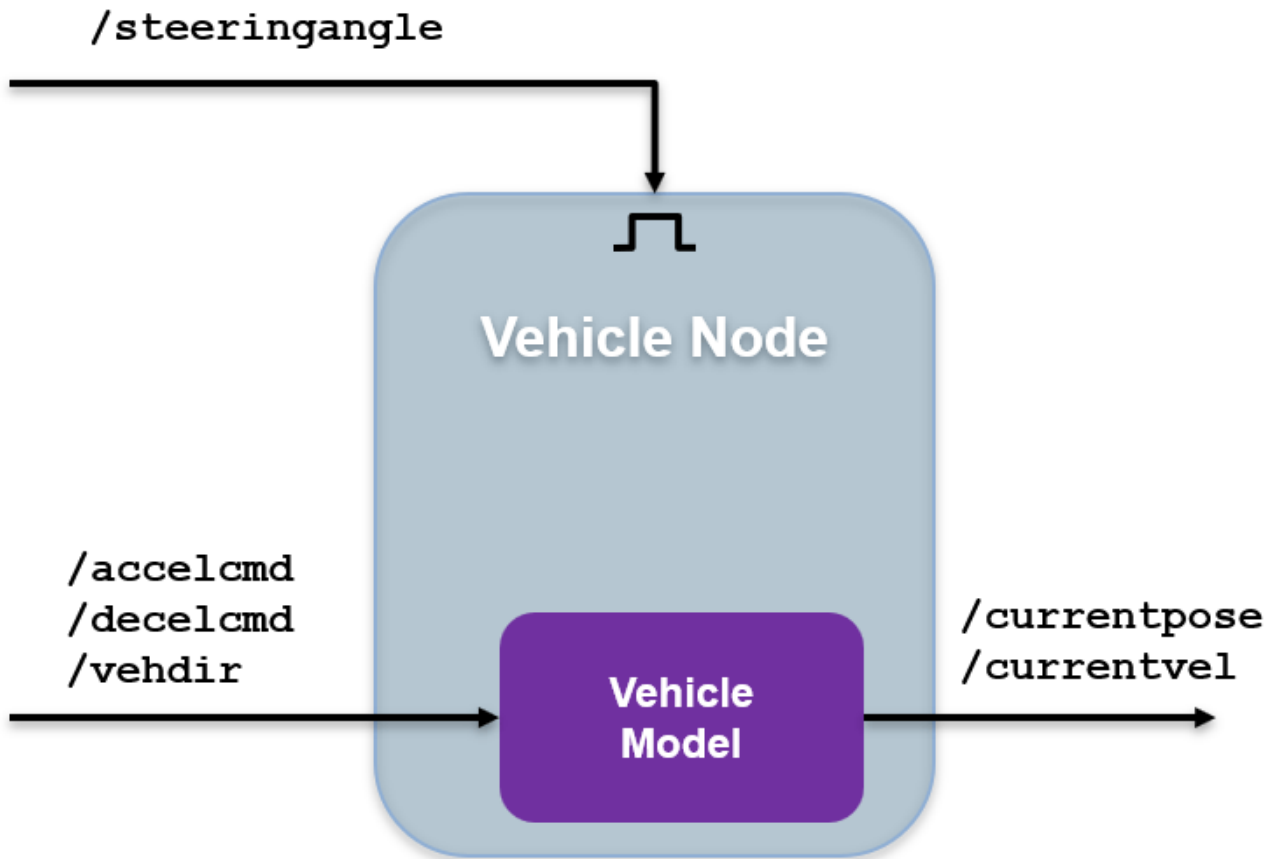 /steeringangle
Vehicle Node
/accelcmd
/decelcmd
/vehdir
Vehicle
Model
/currentpose
/currentvel